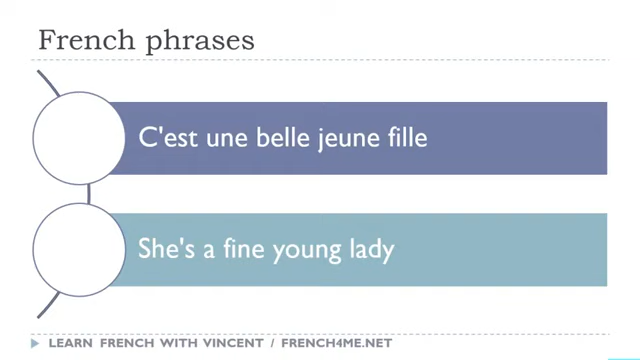 French phrases
C'est une belle jeune fille
She's a fine young lady
LEARN FRENCH WITH VINCENT / FRENCH4ME.NET